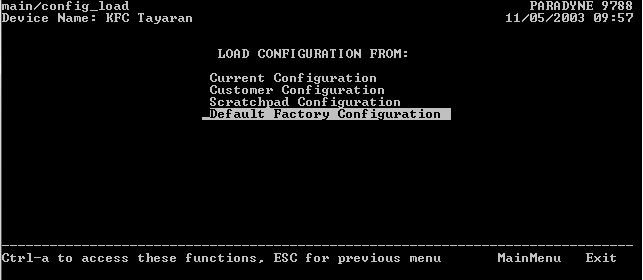 main/config_load PARADYNE 9788
Device Name: KFC Tayaran 11/05/2003 09:57
LOAD CONFIGURATION FROM:
Current Configuration
Customer Configuration
Scratchpad Configuration
Default Factory Configuration
Ctrl-a to access these functions, ESC for previous menu MainMenu Exit